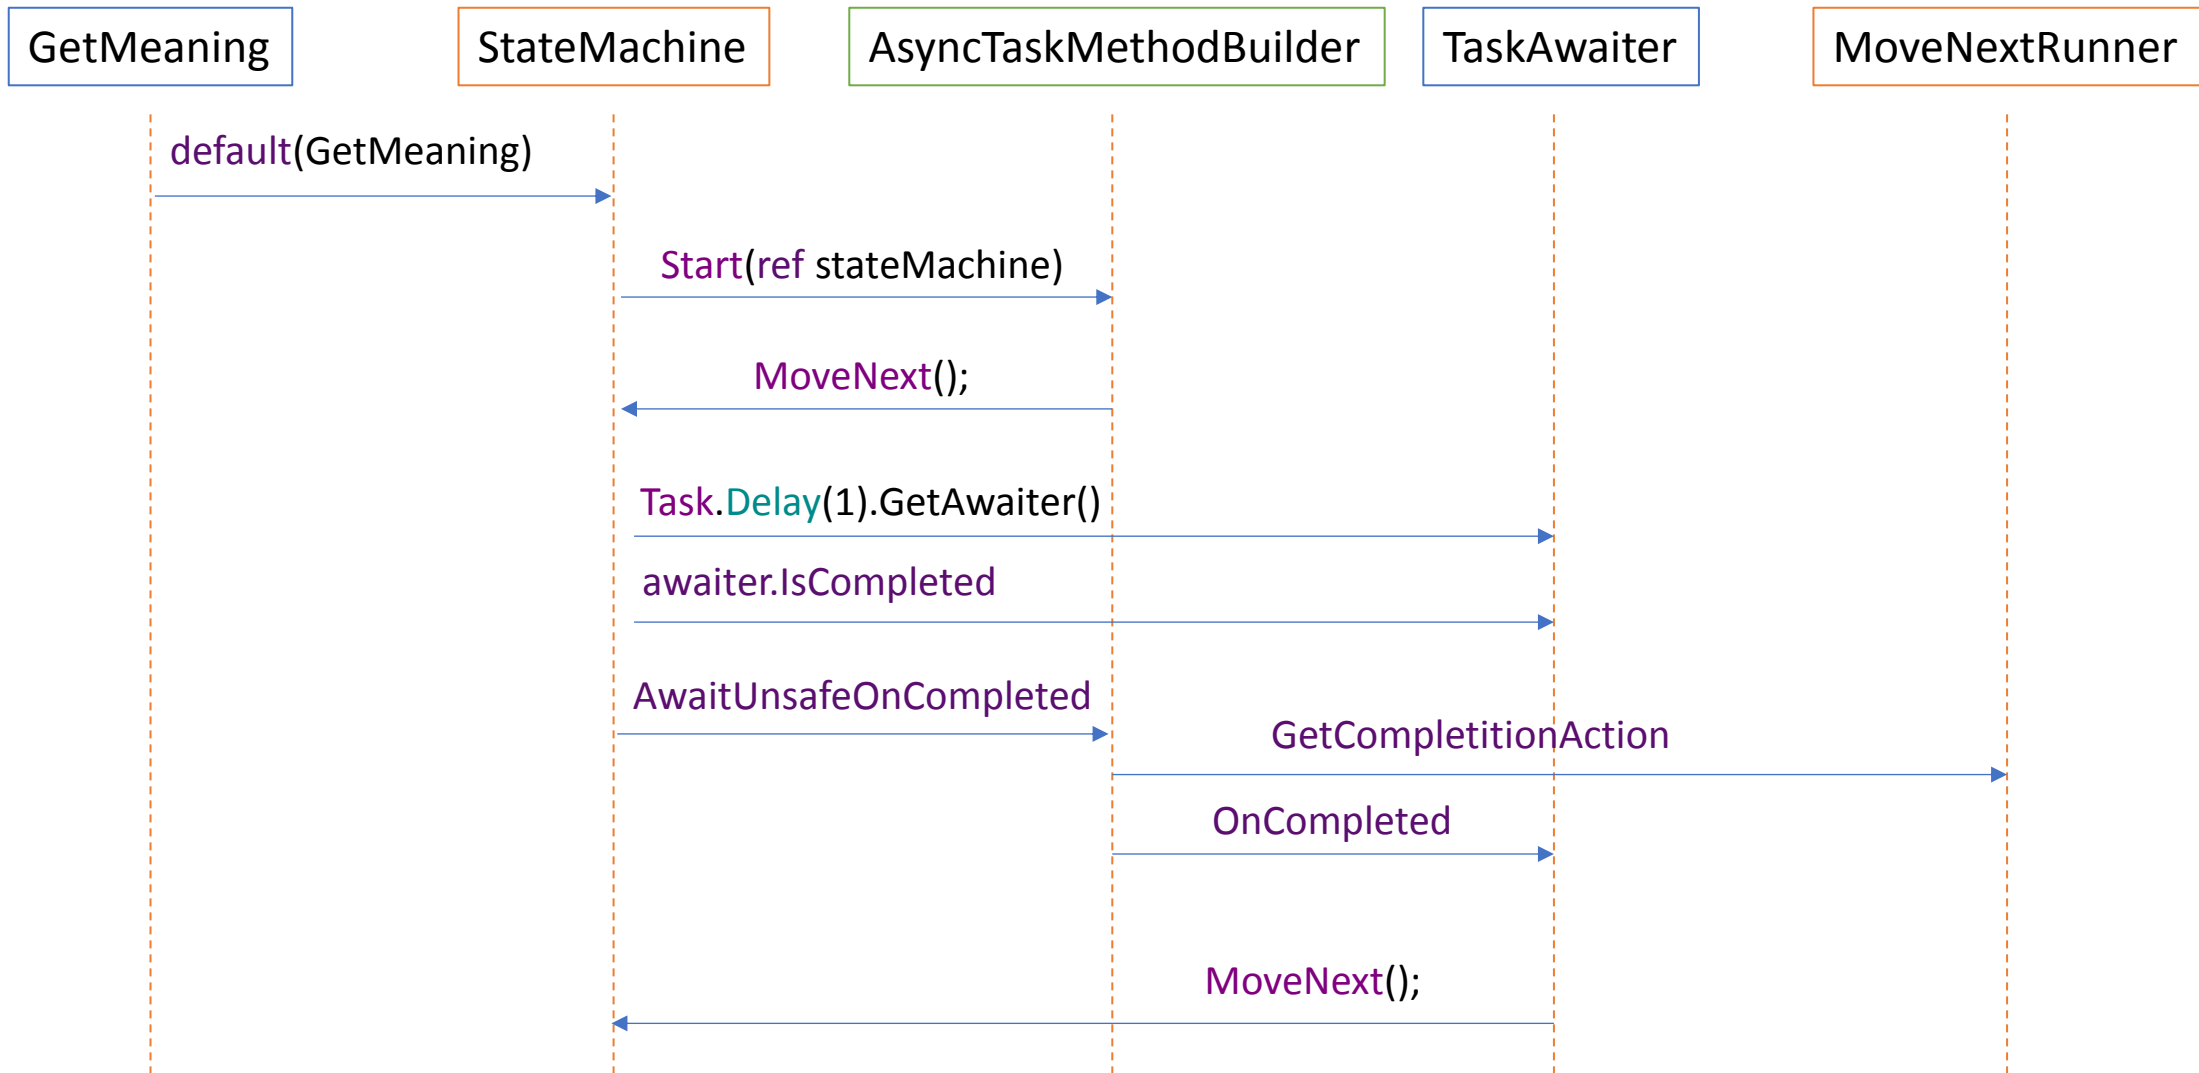 GetMeaning
StateMachine
AsyncTaskMethodBuilder
TaskAwaiter
MoveNextRunner
default(GetMeaning)
Start(ref stateMachine)
MoveNext();
Task.Delay(1).GetAwaiter()
awaiter.IsCompleted
AwaitUnsafeOnCompleted
GetCompletitionAction
OnCompleted
MoveNext();